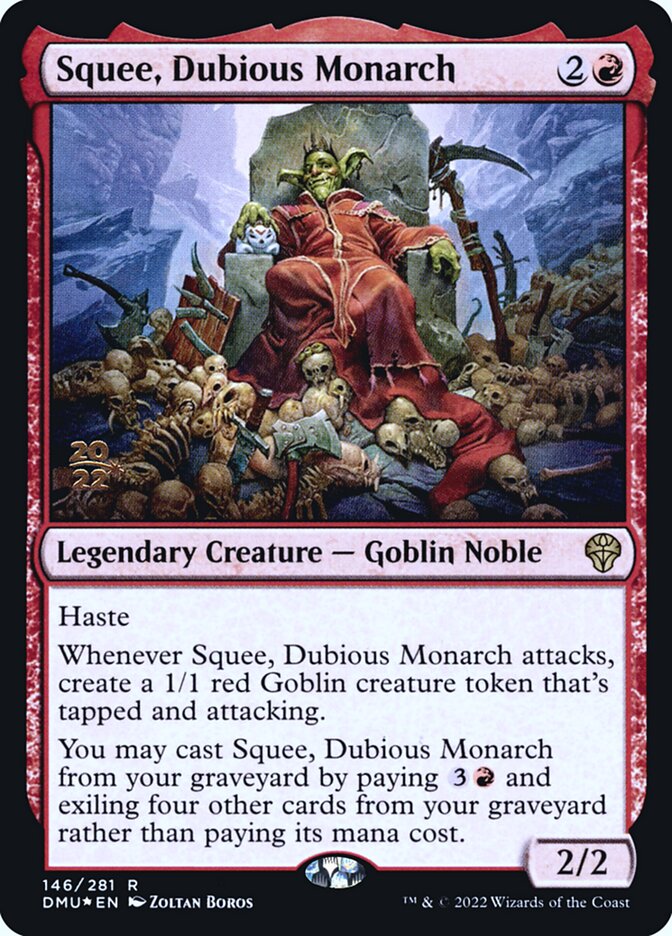 Squee, Dubious Monarch 2
20
22
Legendary Creature — Goblin Noble
Haste
Whenever Squee, Dubious Monarch attacks,
create a 1/1 red Goblin creature token that's
tapped and attacking.
You may cast Squee, Dubious Monarch
from your graveyard by paying 3 and
exiling four other cards from your graveyard
rather than paying its mana cost.
2/2
146/281 R
DMU★EN Zoltan Boros
™ & © 2022 Wizards of the Coast